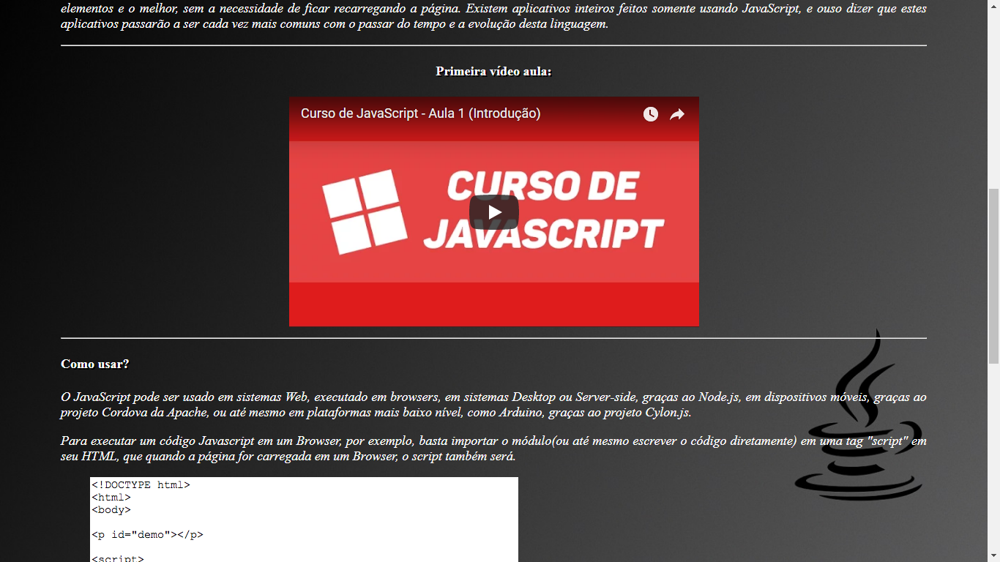 elementos e o melhor, sem a necessidade de ficar recarregando a página. Existem aplicativos inteiros feitos somente usando JavaScript, e ouso dizer que estes
aplicativos passarão a ser cada vez mais comuns com o passar do tempo e a evolução desta linguagem.
Primeira vídeo aula:
Curso de JavaScript - Aula 1 (Introdução)
CURSO DE
JAVASCRIPT
Como usar?
O JavaScript pode ser usado em sistemas Web, executado em browsers, em sistemas Desktop ou Server-side, graças ao Node.js, em dispositivos móveis, graças ao
projeto Cordova da Apache, ou até mesmo em plataformas mais baixo nível, como Arduino, graças ao projeto Cylon.js.
Para executar um código Javascript em um Browser, por exemplo, basta importar o módulo(ou até mesmo escrever o código diretamente) em uma tag "script" em
seu HTML, que quando a página for carregada em um Browser, o script também será.
<!DOCTYPE html>
<html>
<body>
<p id="demo"></p>
<script>